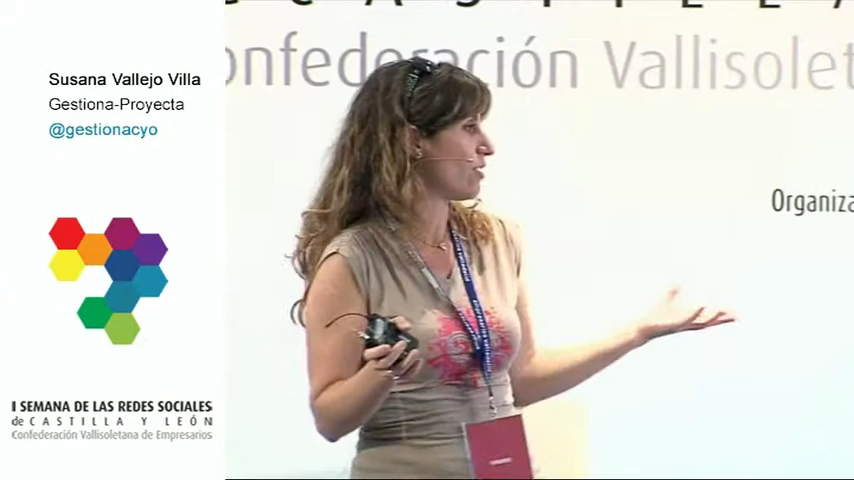 Susana Vallejo Villa
Gestiona-Proyecta
@gestionacyo
I SEMANA DE LAS REDES SOCIALES
de CASTILLA Y LEÓN
Confederación Vallisoletana de Empresarios
onfederación Vallisolet
Organiza